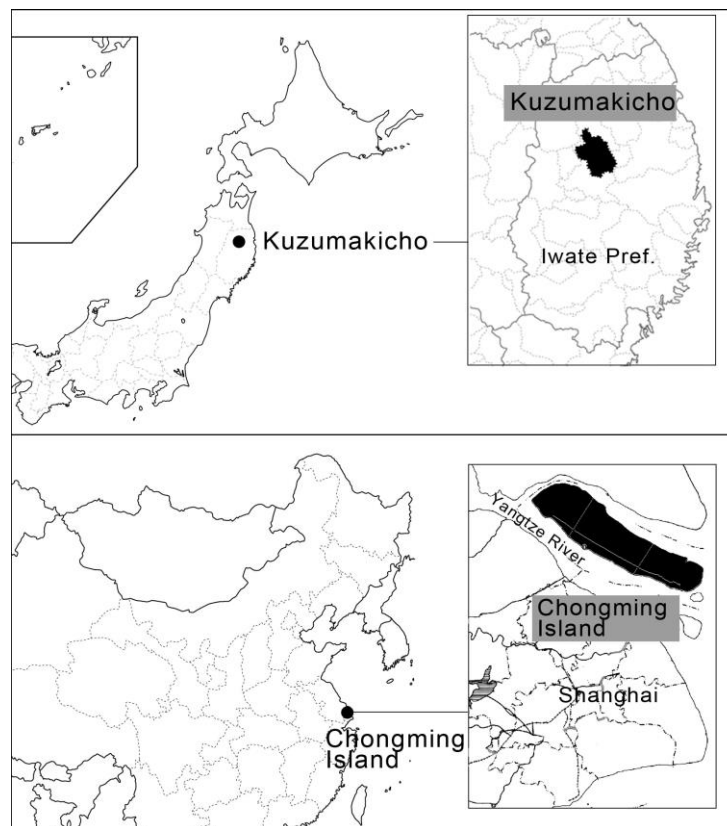 Kuzumakicho
Kuzumakicho
Iwate Pref.
Yangtze River
Chongming
Island
Shanghai
Chongming
Island